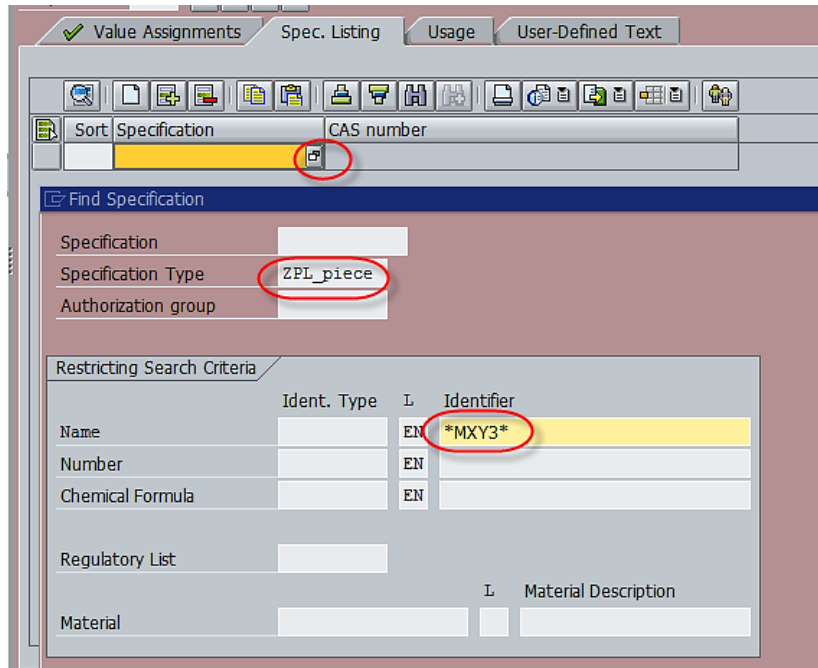 Value Assignments Spec. Listing Usage User-Defined Text
Sort Specification CAS number
Find Specification
Specification
Specification Type ZPL_piece
Authorization group
Restricting Search Criteria
Ident. Type L Identifier
Name EN *MXY3*
Number EN
Chemical Formula EN
Regulatory List
L Material Description
Material